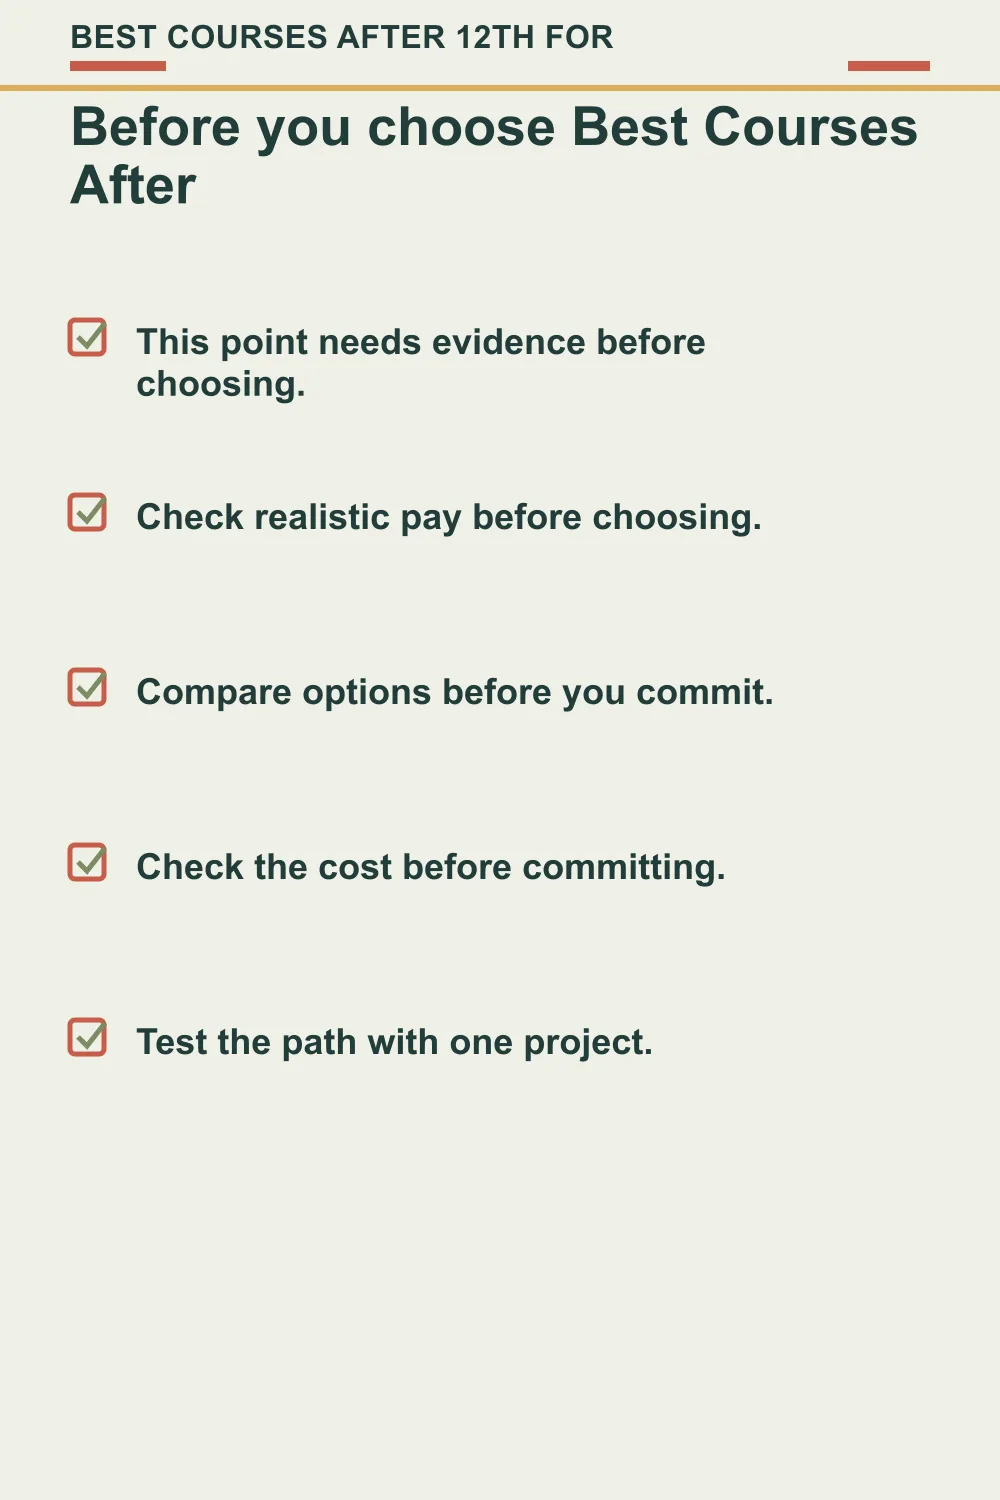 BEST COURSES AFTER 12TH FOR
Before you choose Best Courses
After
This point needs evidence before
choosing.
Check realistic pay before choosing.
Compare options before you commit.
Check the cost before committing.
Test the path with one project.